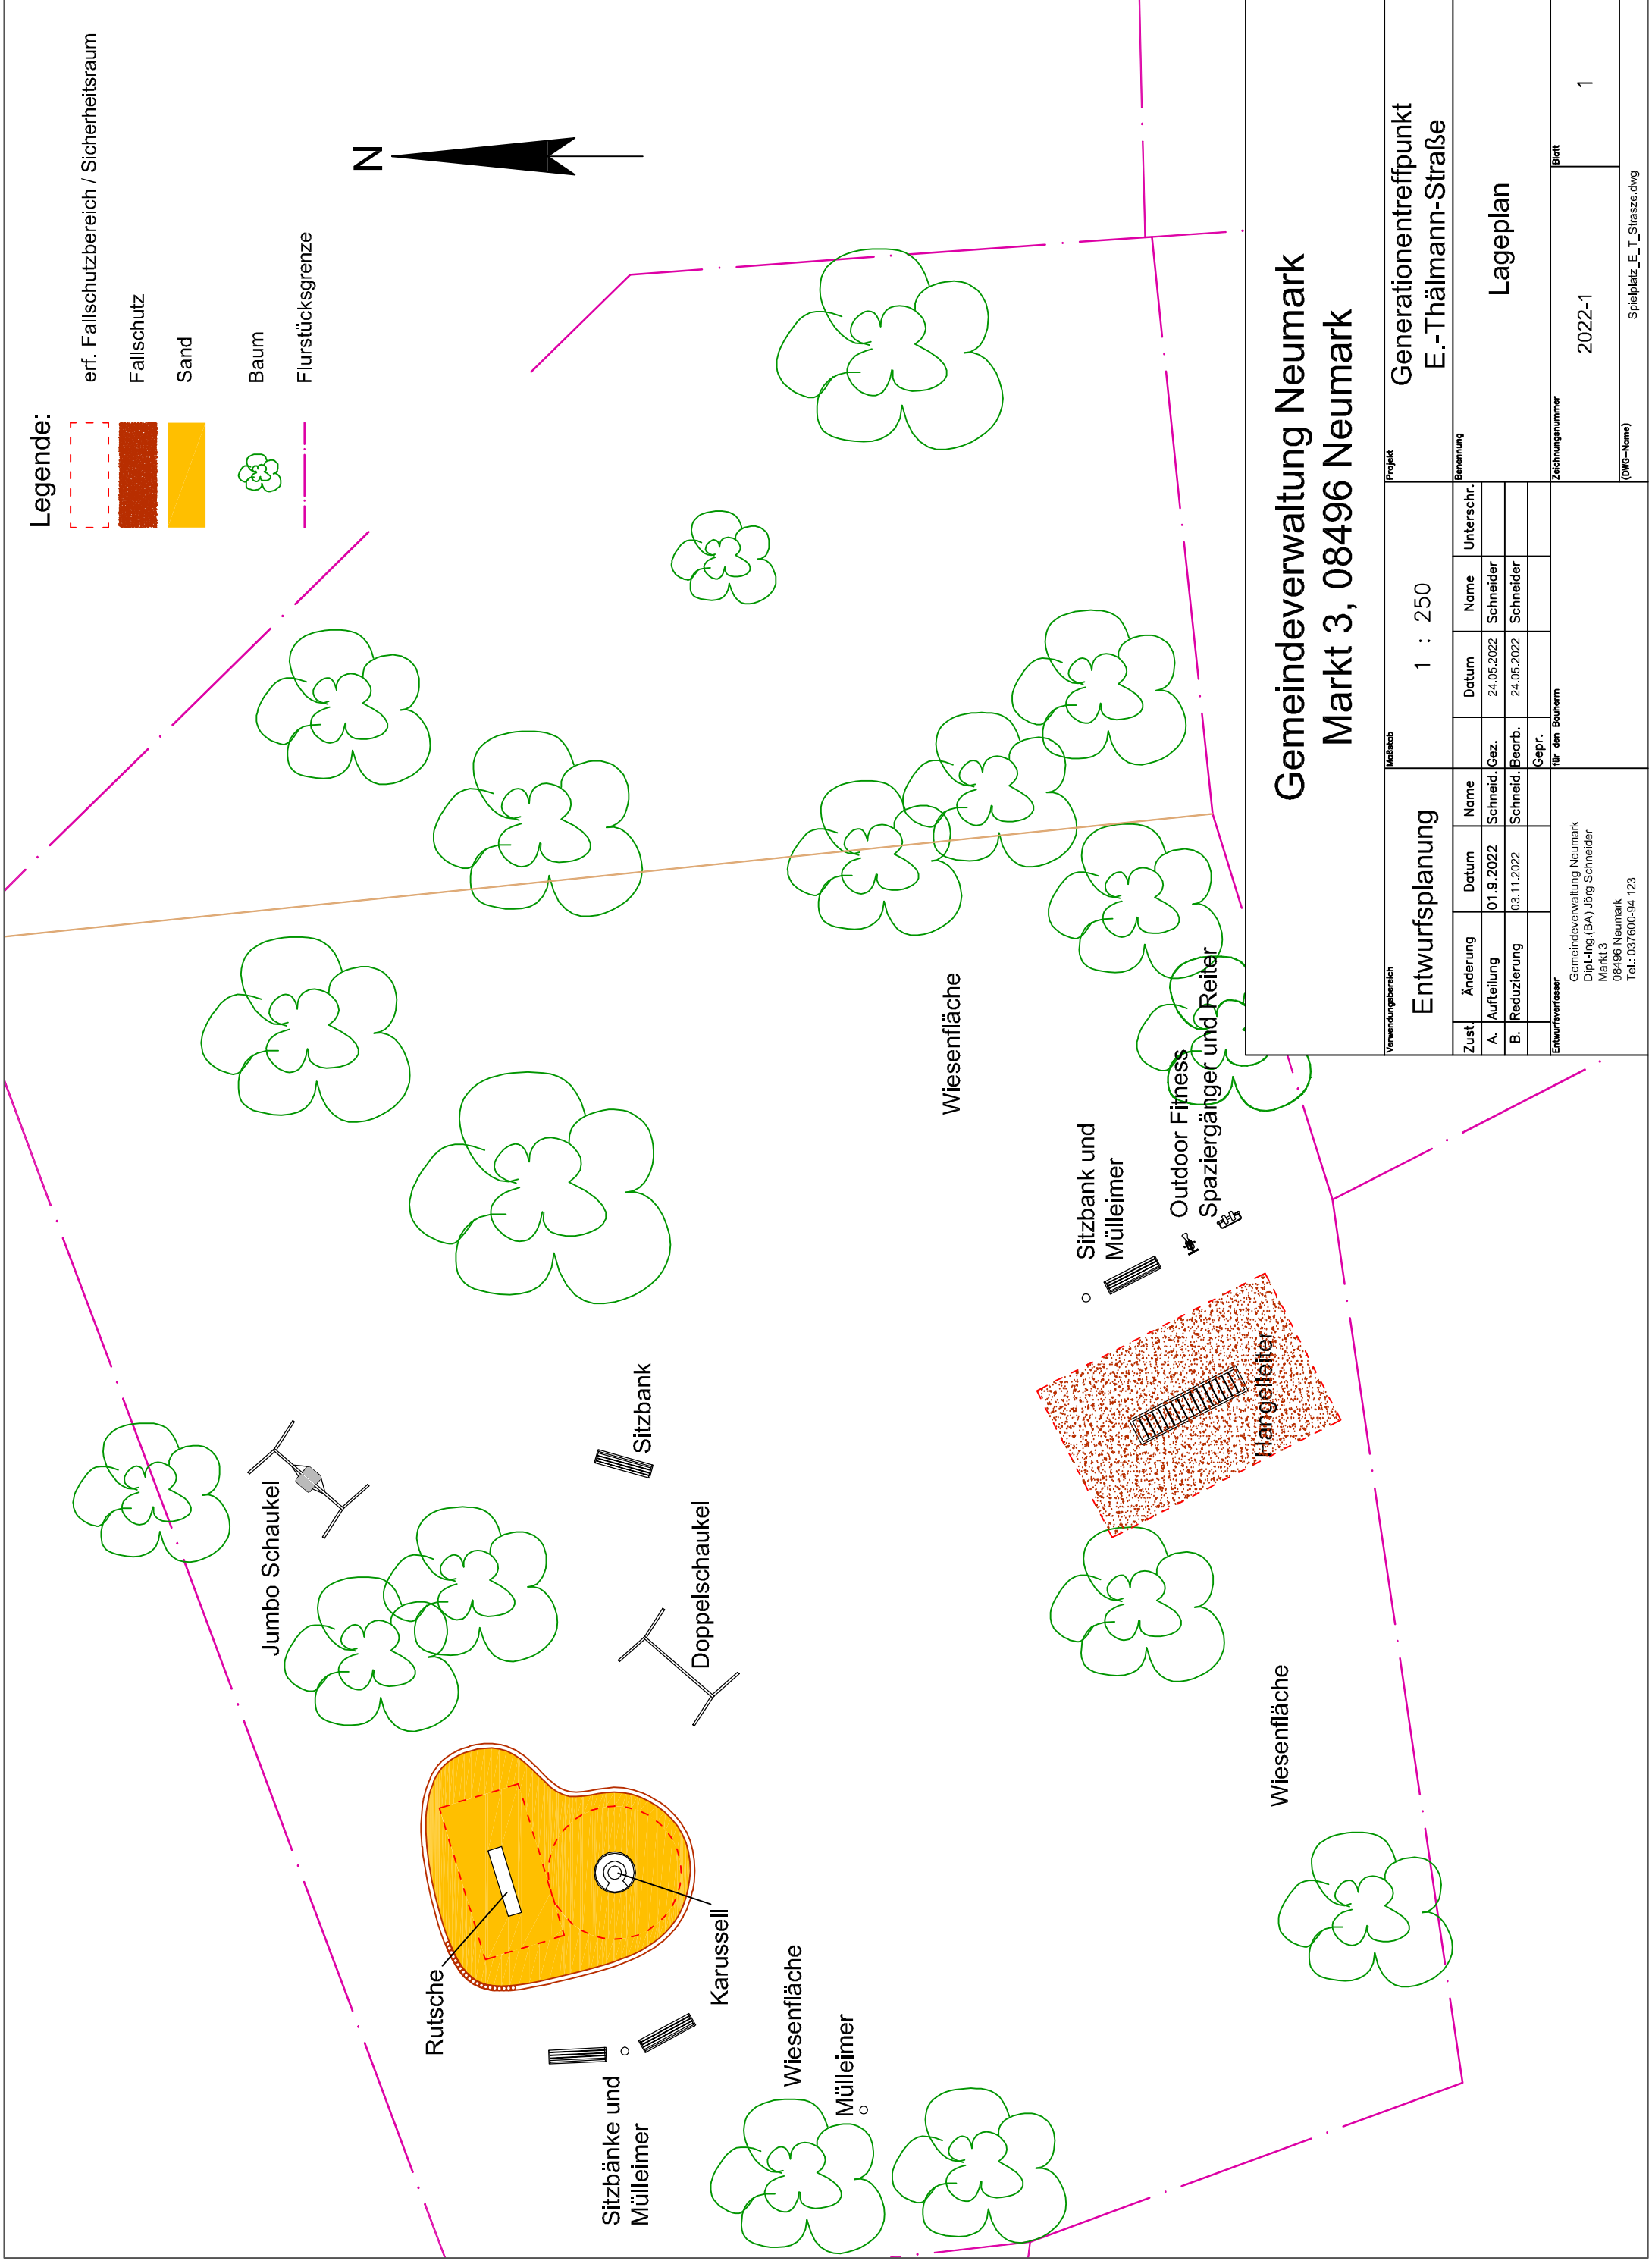 Legende:
erf. Fallschutzbereich / Sicherheitsraum
Fallschutz
Sand
Baum
Flurstücksgrenze
N
Jumbo Schaukel
Sitzbank
Doppelschaukel
Rutsche
Karussell
Sitzbänke und
Mülleimer
Wiesenfläche
Mülleimer
Wiesenfläche
Sitzbank und
Mülleimer
Outdoor Fitness
Spaziergänger und Reiter
Hangelleiter
Wiesenfläche
Gemeindeverwaltung Neumark
Markt 3, 08496 Neumark
Verwendungsbereich
Entwurfsplanung
Maßstab
1 : 250
Projekt
Generationentreffpunkt
E.-Thälmann-Straße
Zust. Änderung Datum Name Datum Name Unterschr.
A. Aufteilung 01.9.2022 Schneid. Gez. 24.05.2022 Schneider
B. Reduzierung 03.11.2022 Schneid. Bearb. 24.05.2022 Schneider
Gepr.
Benennung
Lageplan
Entwurfsverfasser
Gemeindeverwaltung Neumark
Dipl.-Ing.(BA) Jörg Schneider
Markt 3
08496 Neumark
Tel.: 037600-94 123
für den Bauherrn
Zeichnungsnummer
2022-1
Blatt
1
(DWG-Name)
Spielplatz_E_T_Strasze.dwg